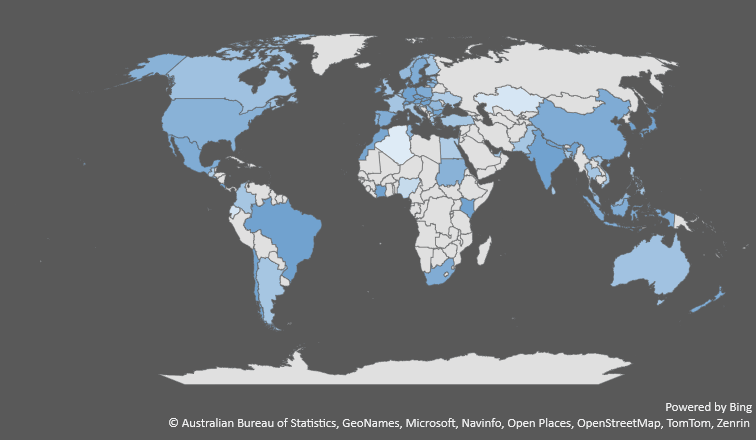 Powered by Bing
© Australian Bureau of Statistics, GeoNames, Microsoft, Navinfo, Open Places, OpenStreetMap, TomTom, Zenrin